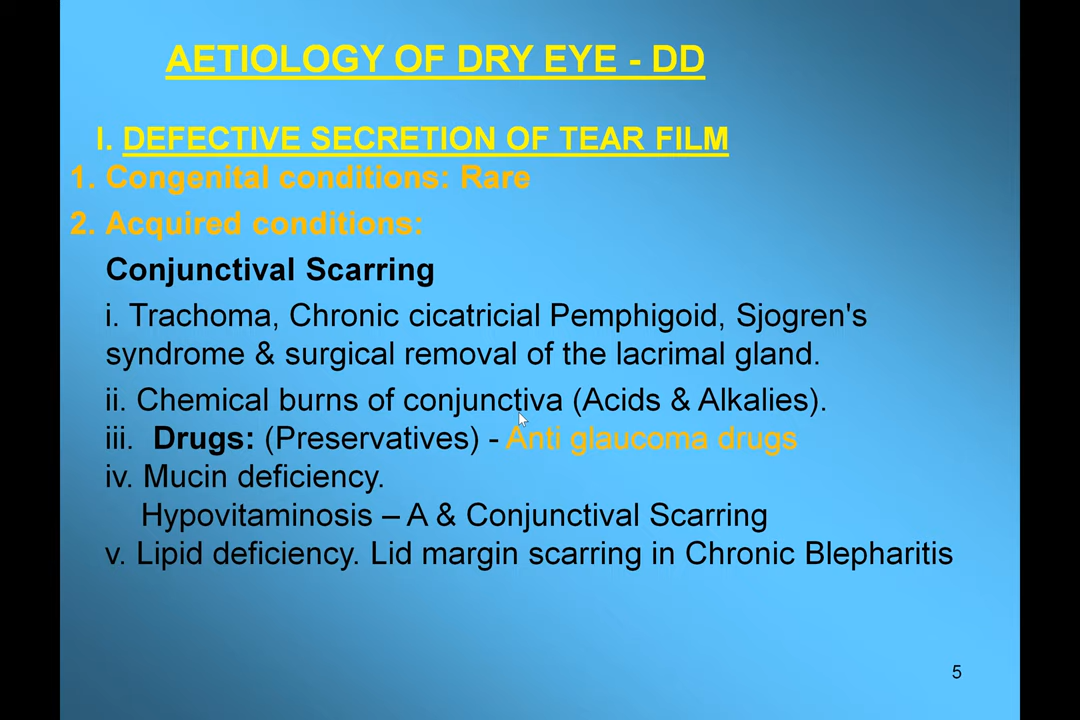 AETIOLOGY OF DRY EYE - DD
I. DEFECTIVE SECRETION OF TEAR FILM
1. Congenital conditions: Rare
2. Acquired conditions:
Conjunctival Scarring
i. Trachoma, Chronic cicatricial Pemphigoid, Sjogren's
syndrome & surgical removal of the lacrimal gland.
ii. Chemical burns of conjunctiva (Acids & Alkalies).
iii. Drugs: (Preservatives) - Anti glaucoma drugs
iv. Mucin deficiency.
Hypovitaminosis – A & Conjunctival Scarring
v. Lipid deficiency. Lid margin scarring in Chronic Blepharitis
5